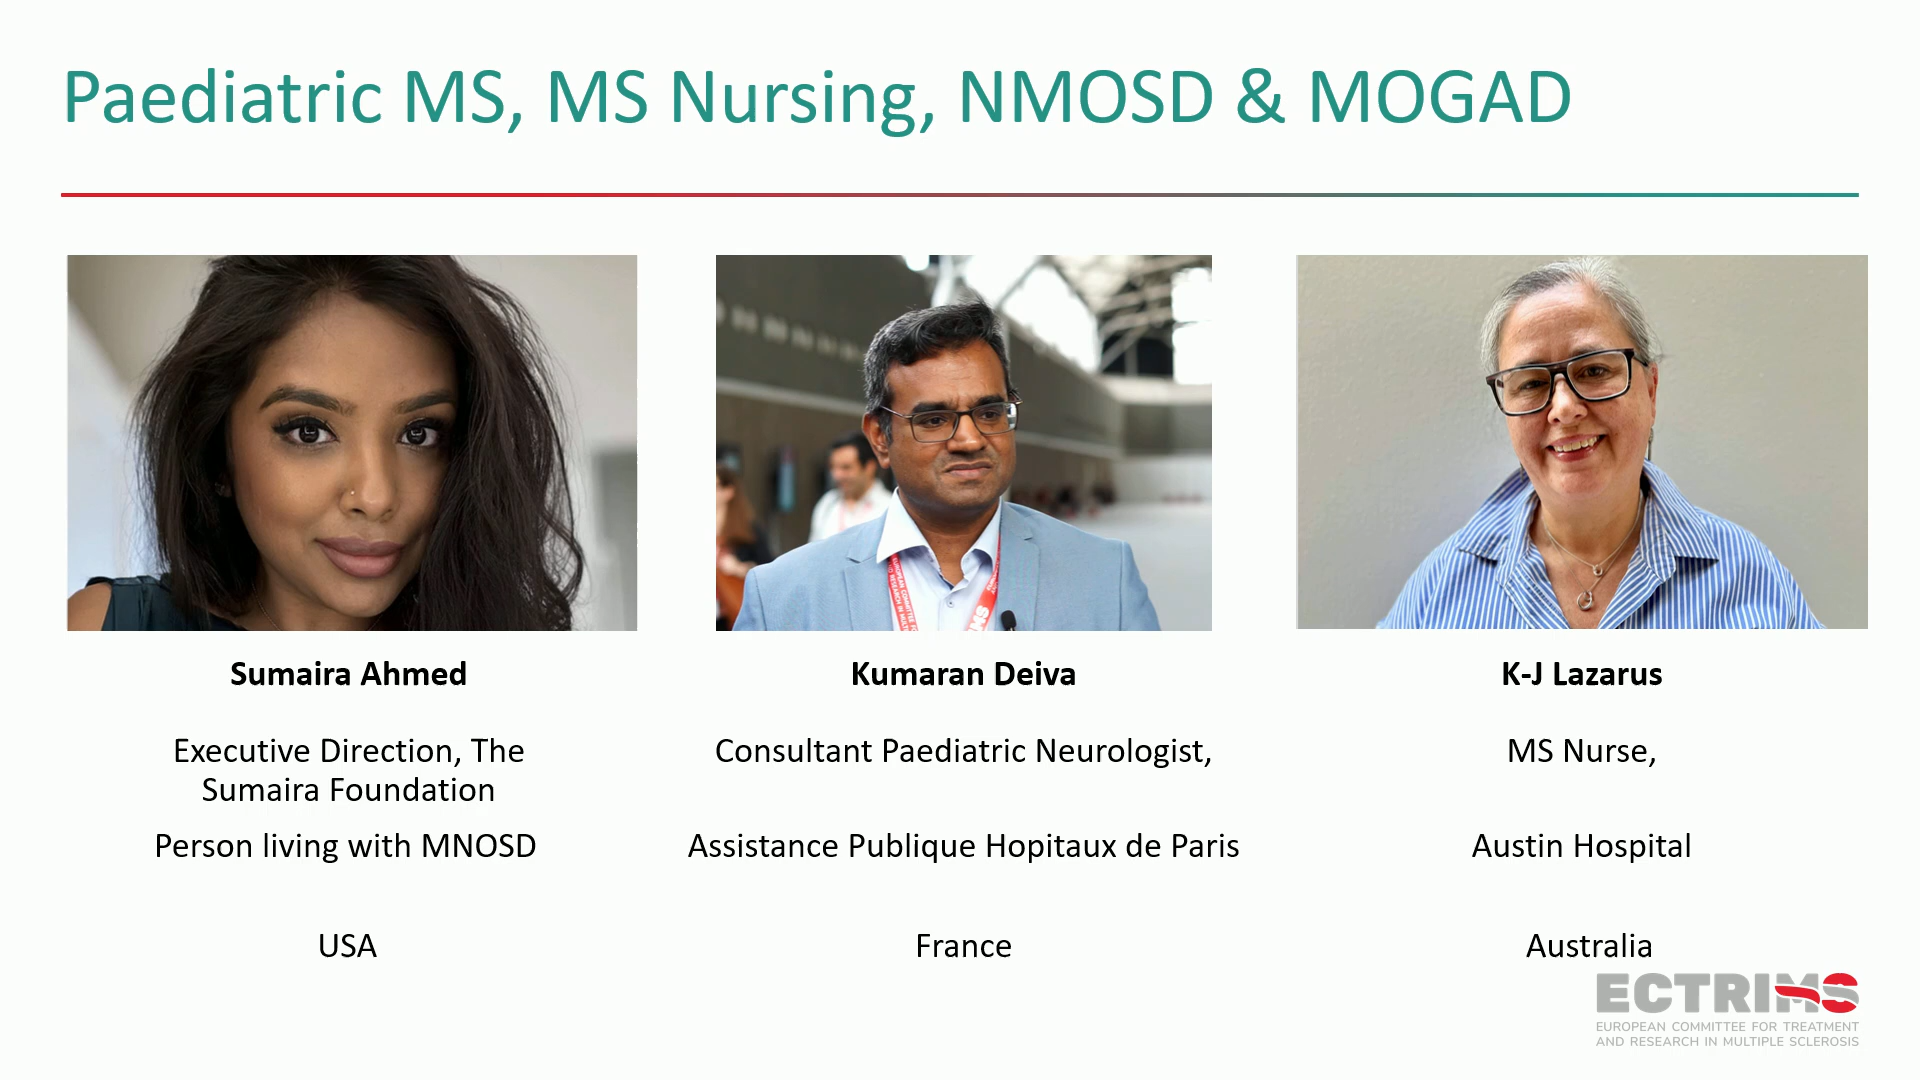 Paediatric MS, MS Nursing, NMOSD & MOGAD
Sumaira Ahmed
Executive Direction, The
Sumaira Foundation
Person living with MNOSD
USA
Kumaran Deiva
Consultant Paediatric Neurologist,
Assistance Publique Hopitaux de Paris
France
K-J Lazarus
MS Nurse,
Austin Hospital
Australia
ECTRIMS
EUROPEAN COMMITTEE FOR TREATMENT
AND RESEARCH IN MULTIPLE SCLEROSIS